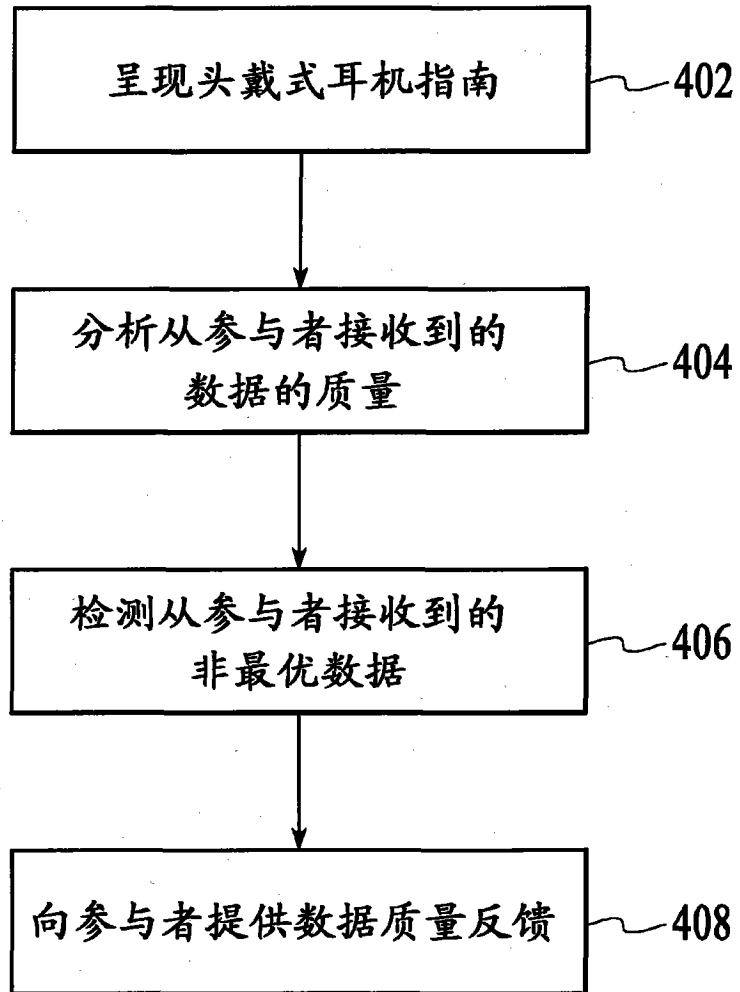 呈现头戴式耳机指南
402
分析从参与者接收到的
数据的质量
404
检测从参与者接收到的
非最优数据
406
向参与者提供数据质量反馈
408